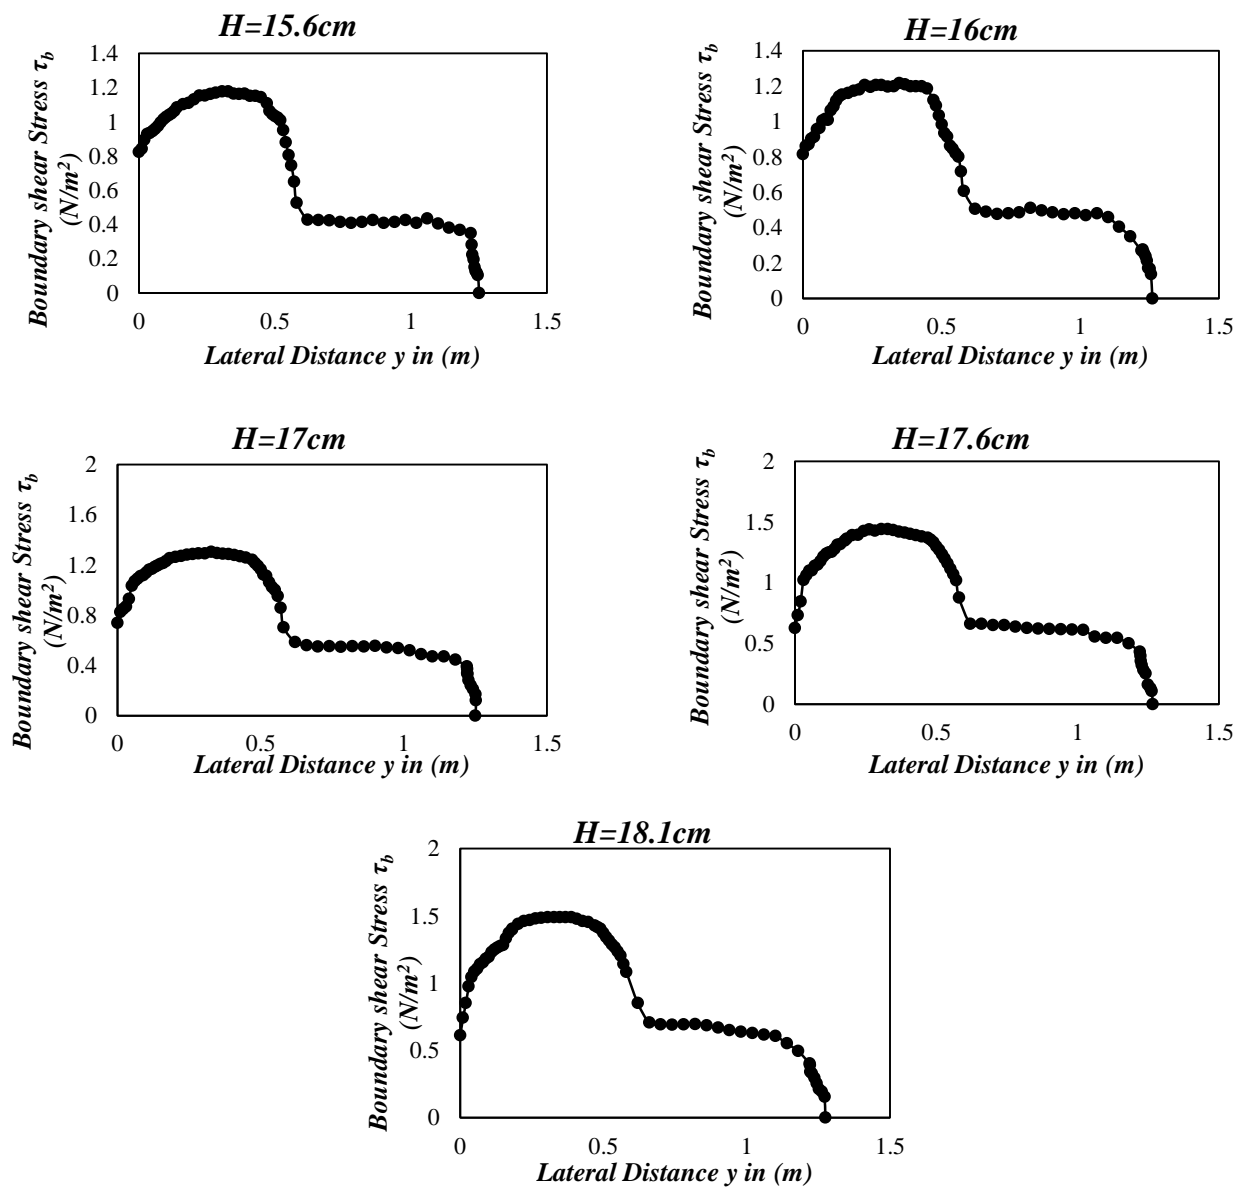 H=15.6cm
Boundary shear Stress τb
(N/m²)
1.4
1.2
1
0.8
0.6
0.4
0.2
0
0 0.5 1 1.5
Lateral Distance y in (m)
H=16cm
Boundary shear Stress τb
(N/m²)
1.4
1.2
1
0.8
0.6
0.4
0.2
0
0 0.5 1 1.5
Lateral Distance y in (m)
H=17cm
Boundary shear Stress τb
(N/m²)
2
1.6
1.2
0.8
0.4
0
0 0.5 1 1.5
Lateral Distance y in (m)
H=17.6cm
Boundary shear Stress τb
(N/m²)
2
1.5
1
0.5
0
0 0.5 1 1.5
Lateral Distance y in (m)
H=18.1cm
Boundary shear Stress τb
(N/m²)
2
1.5
1
0.5
0
0 0.5 1 1.5
Lateral Distance y in (m)